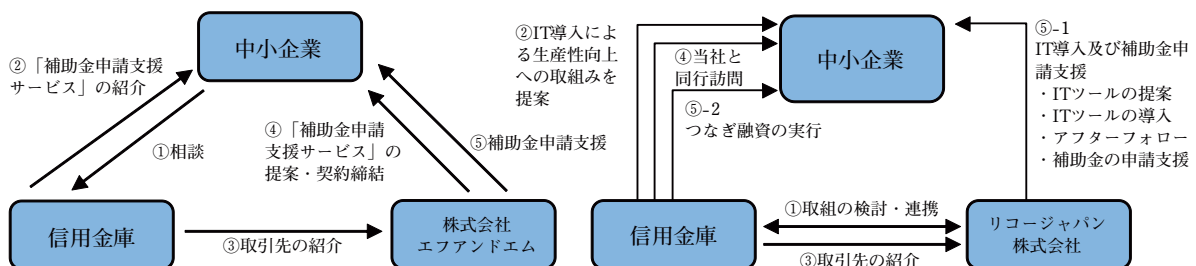 中小企業
②「補助金申請支援
サービス」の紹介
①相談
④「補助金申請
支援サービス」の
提案・契約締結
⑤補助金申請支援
信用金庫
③取引先の紹介
株式会社
エフアンドエム
②IT導入によ
る生産性向上
への取組みを
提案
④当社と
同行訪問
⑤-2
つなぎ融資の実行
中小企業
⑤-1
IT導入及び補助金申
請支援
・ITツールの提案
・ITツールの導入
・アフターフォロー
・補助金の申請支援
信用金庫
①取組の検討・連携
③取引先の紹介
リコージャパン
株式会社